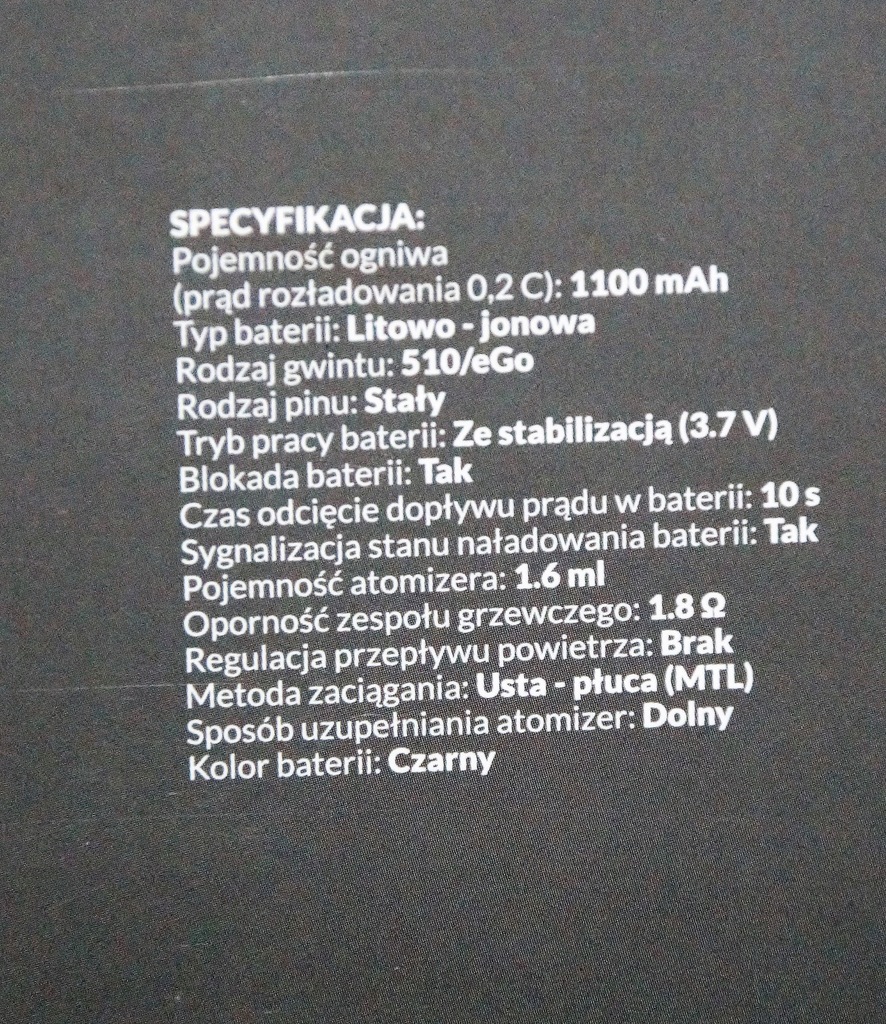 SPECYFIKACJA:
Pojemność ogniwa
(prąd rozładowania 0,2 C): 1100 mAh
Typ baterii: Litowo - jonowa
Rodzaj gwintu: 510/eGo
Rodzaj pinu: Stały
Tryb pracy baterii: Ze stabilizacją (3.7 V)
Blokada baterii: Tak
Czas odcięcie dopływu prądu w baterii: 10 s
Sygnalizacja stanu naładowania baterii: Tak
Pojemność atomizera: 1.6 ml
Oporność zespołu grzewczego: 1.8 Ω
Regulacja przepływu powietrza: Brak
Metoda zaciągania: Usta - płuca (MTL)
Sposób uzupełniania atomizer: Dolny
Kolor baterii: Czarny